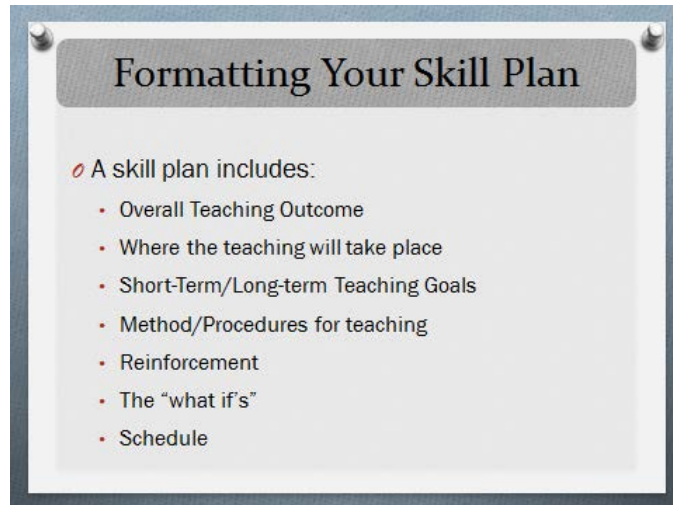 Formatting Your Skill Plan
A skill plan includes:
• Overall Teaching Outcome
• Where the teaching will take place
• Short-Term/Long-term Teaching Goals
• Method/Procedures for teaching
• Reinforcement
• The “what if’s”
• Schedule